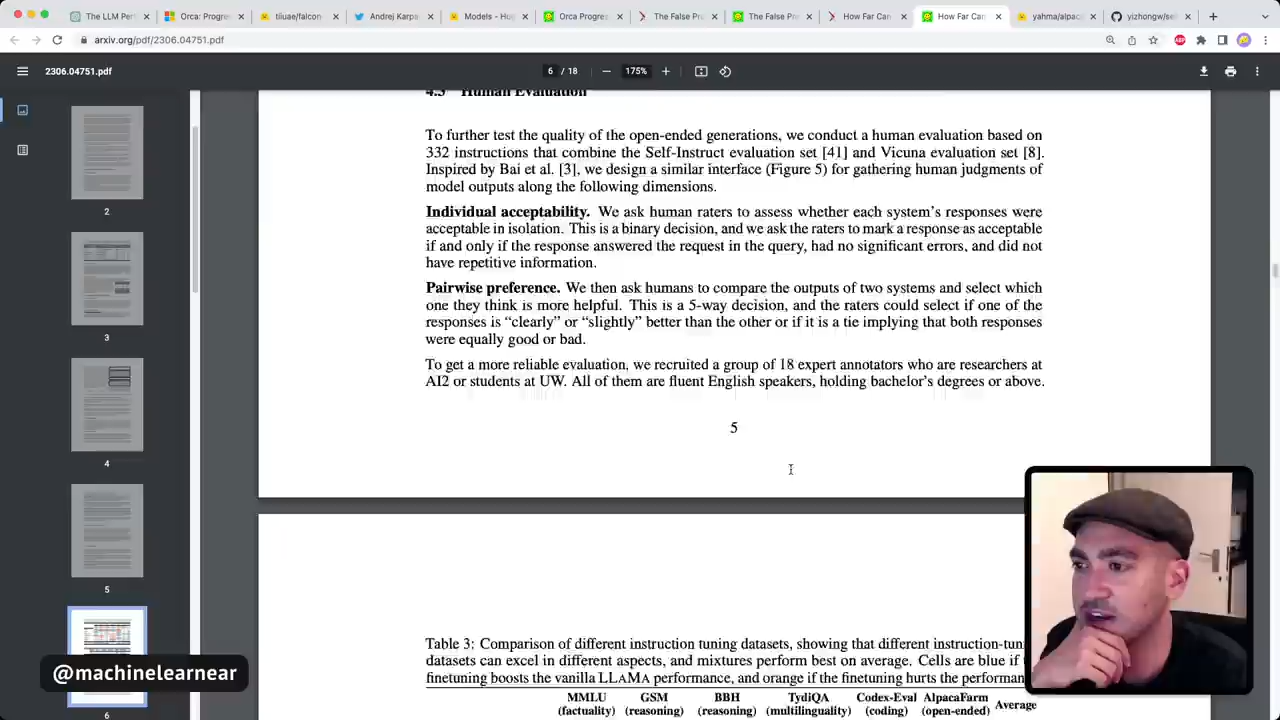 The LLM Per
Orca: Progre
tiiuae/falcon
Andrej Karpa
Models - Hug
Orca Progres
The False Pro
The False Pro
How Far Can
How Far Can
yahma/alpac
yizhongw/sel
arxiv.org/pdf/2306.04751.pdf
2306.04751.pdf
6 / 18
175%
2
3
4
5
6
4.3 Human Evaluation
To further test the quality of the open-ended generations, we conduct a human evaluation based on
332 instructions that combine the Self-Instruct evaluation set [41] and Vicuna evaluation set [8].
Inspired by Bai et al. [3], we design a similar interface (Figure 5) for gathering human judgments of
model outputs along the following dimensions.
Individual acceptability. We ask human raters to assess whether each system's responses were
acceptable in isolation. This is a binary decision, and we ask the raters to mark a response as acceptable
if and only if the response answered the request in the query, had no significant errors, and did not
have repetitive information.
Pairwise preference. We then ask humans to compare the outputs of two systems and select which
one they think is more helpful. This is a 5-way decision, and the raters could select if one of the
responses is “clearly” or “slightly” better than the other or if it is a tie implying that both responses
were equally good or bad.
To get a more reliable evaluation, we recruited a group of 18 expert annotators who are researchers at
AI2 or students at UW. All of them are fluent English speakers, holding bachelor's degrees or above.
5
Table 3: Comparison of different instruction tuning datasets, showing that different instruction-tuni
datasets can excel in different aspects, and mixtures perform best on average. Cells are blue if
finetuning boosts the vanilla LLAMA performance, and orange if the finetuning hurts the performan
MMLU GSM BBH TydiQA Codex-Eval AlpacaFarm
(factuality) (reasoning) (reasoning) (multilinguality) (coding) (open-ended) Average
@machinelearnear